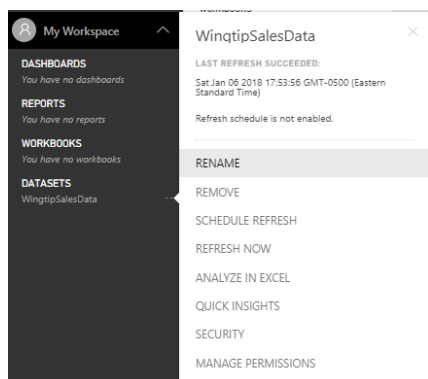 My Workspace
DASHBOARDS
You have no dashboards
REPORTS
You have no reports
WORKBOOKS
You have no workbooks
DATASETS
WingtipSalesData
WingtipSalesData
LAST REFRESH SUCCEEDED:
Sat Jan 06 2018 17:53:56 GMT-0500 (Eastern
Standard Time)
Refresh schedule is not enabled.
RENAME
REMOVE
SCHEDULE REFRESH
REFRESH NOW
ANALYZE IN EXCEL
QUICK INSIGHTS
SECURITY
MANAGE PERMISSIONS